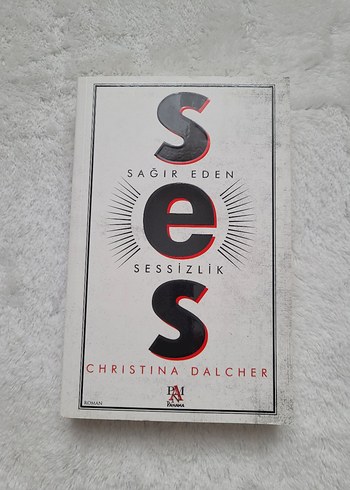 s
SAĞIR EDEN
e
SESSİZLİK
s
CHRISTINA DALCHER
PANAMA
ROMAN